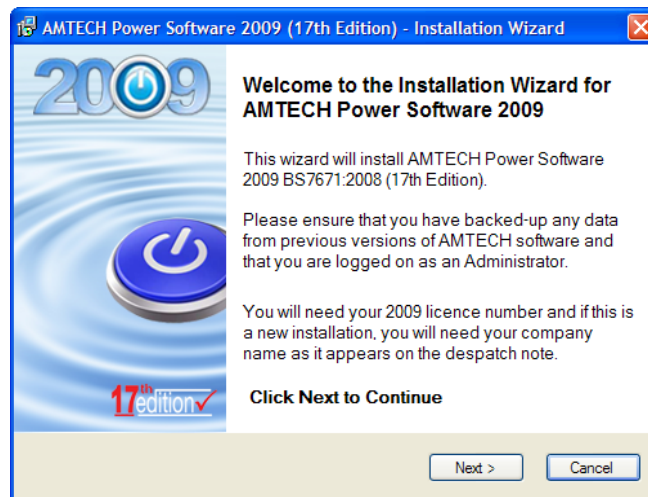 AMTECH Power Software 2009 (17th Edition) - Installation Wizard
2009
Welcome to the Installation Wizard for
AMTECH Power Software 2009
This wizard will install AMTECH Power Software
2009 BS7671:2008 (17th Edition).
Please ensure that you have backed-up any data
from previous versions of AMTECH software and
that you are logged on as an Administrator.
You will need your 2009 licence number and if this is
a new installation, you will need your company
name as it appears on the despatch note.
17th edition
Click Next to Continue
Next >
Cancel